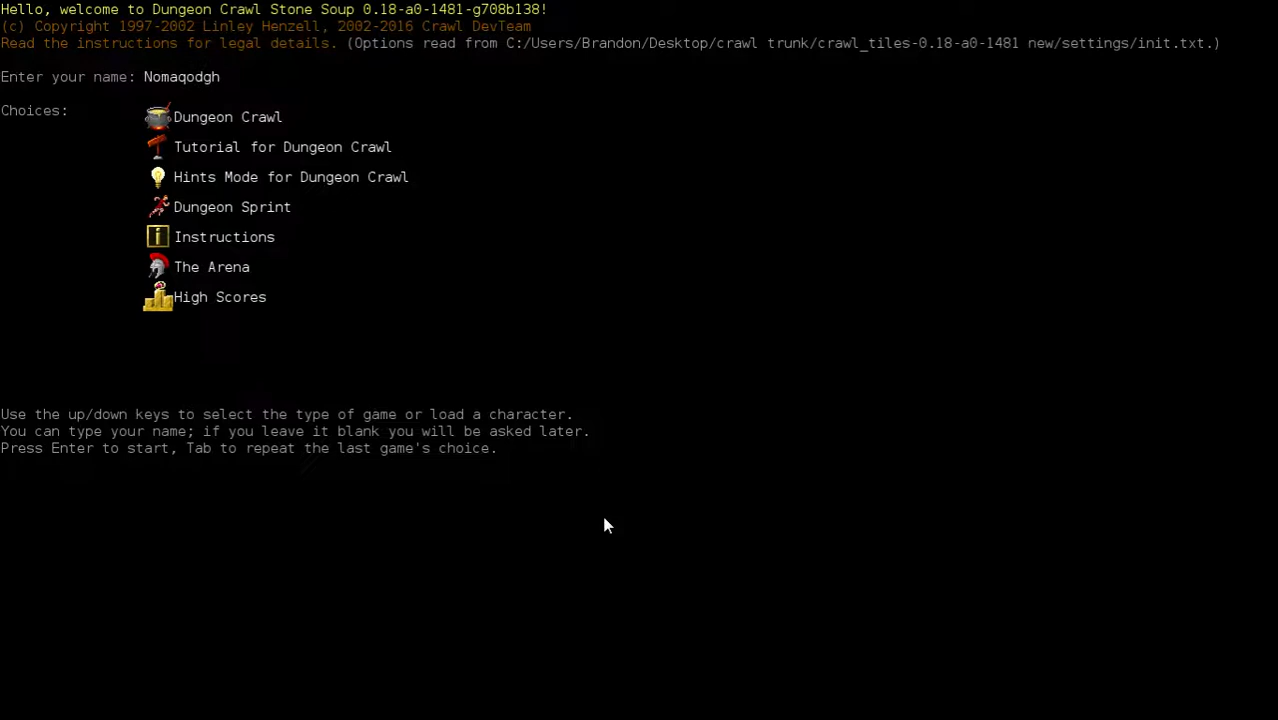 Hello, welcome to Dungeon Crawl Stone Soup 0.18-a0-1481-g708b138!
(c) Copyright 1997-2002 Linley Henzell, 2002-2016 Crawl DevTeam
Read the instructions for legal details. (Options read from C:/Users/Brandon/Desktop/crawl trunk/crawl_tiles-0.18-a0-1481 new/settings/init.txt.)
Enter your name: Nomaqodgh
Choices:
Dungeon Crawl
Tutorial for Dungeon Crawl
Hints Mode for Dungeon Crawl
Dungeon Sprint
Instructions
The Arena
High Scores
Use the up/down keys to select the type of game or load a character.
You can type your name; if you leave it blank you will be asked later.
Press Enter to start, Tab to repeat the last game's choice.